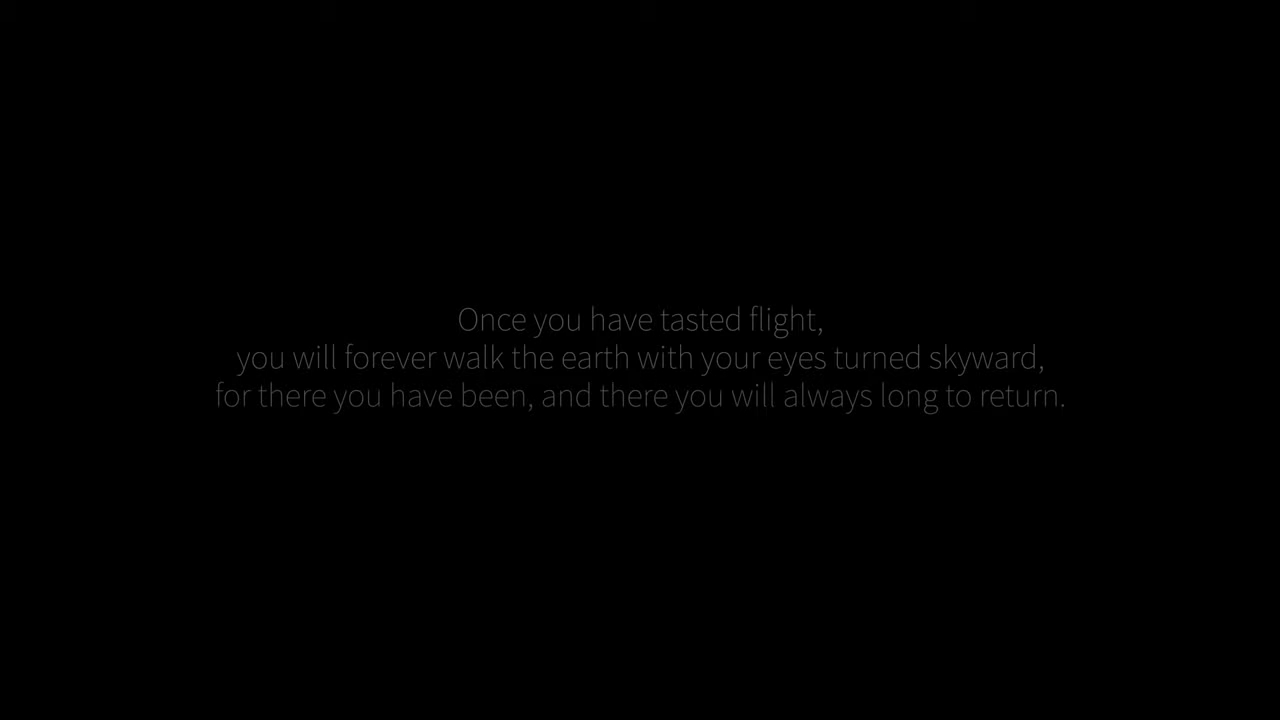 Once you have tasted flight,
you will forever walk the earth with your eyes turned skyward,
for there you have been, and there you will always long to return.